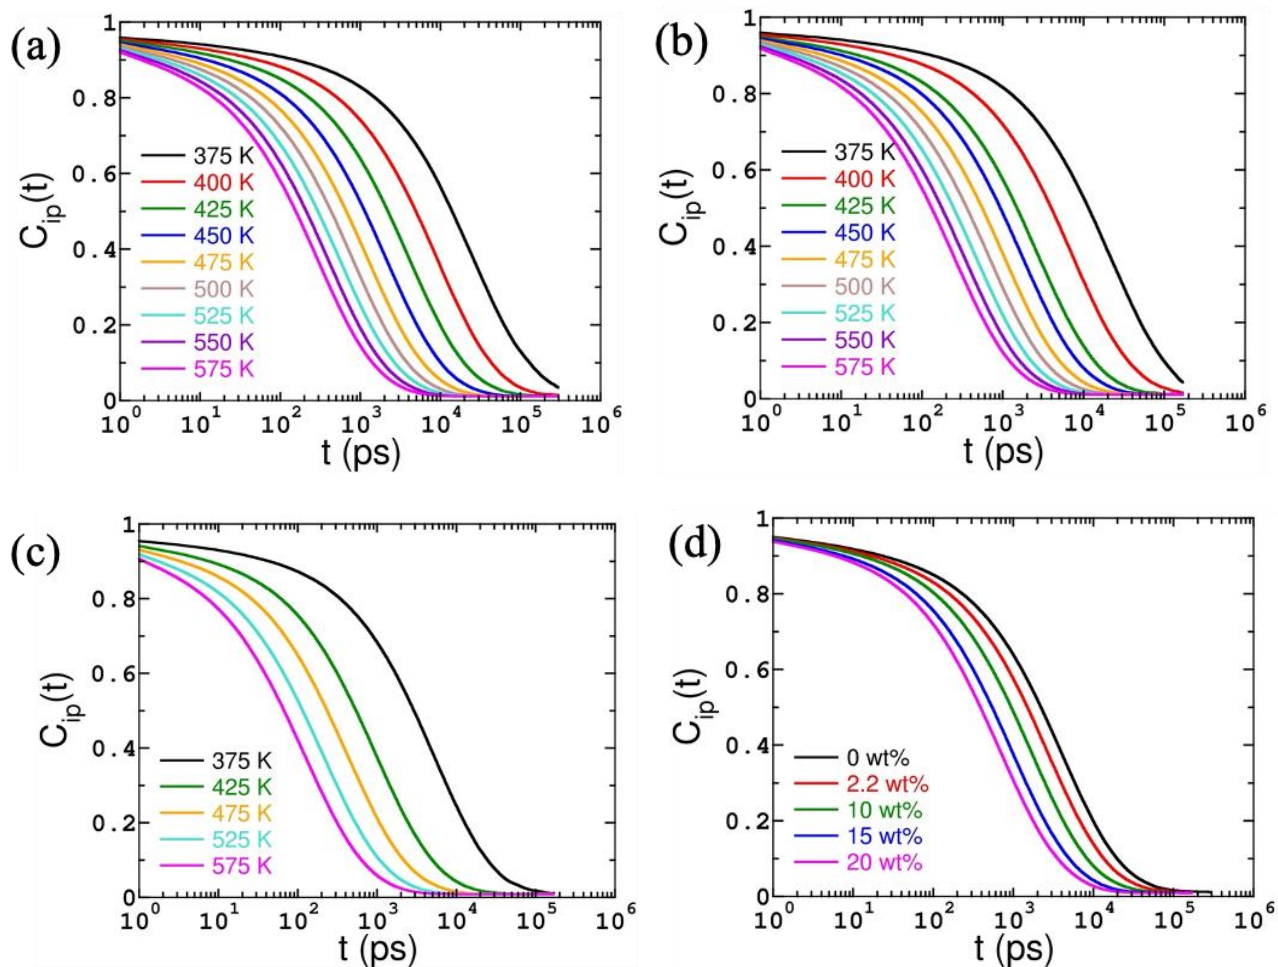 (a)
1
0.8
0.6
0.4
0.2
0
C_ip(t)
375 K
400 K
425 K
450 K
475 K
500 K
525 K
550 K
575 K
10^0 10^1 10^2 10^3 10^4 10^5 10^6
t (ps)
(b)
1
0.8
0.6
0.4
0.2
0
C_ip(t)
375 K
400 K
425 K
450 K
475 K
500 K
525 K
550 K
575 K
10^0 10^1 10^2 10^3 10^4 10^5 10^6
t (ps)
(c)
1
0.8
0.6
0.4
0.2
0
C_ip(t)
375 K
425 K
475 K
525 K
575 K
10^0 10^1 10^2 10^3 10^4 10^5 10^6
t (ps)
(d)
1
0.8
0.6
0.4
0.2
0
C_ip(t)
0 wt%
2.2 wt%
10 wt%
15 wt%
20 wt%
10^0 10^1 10^2 10^3 10^4 10^5 10^6
t (ps)